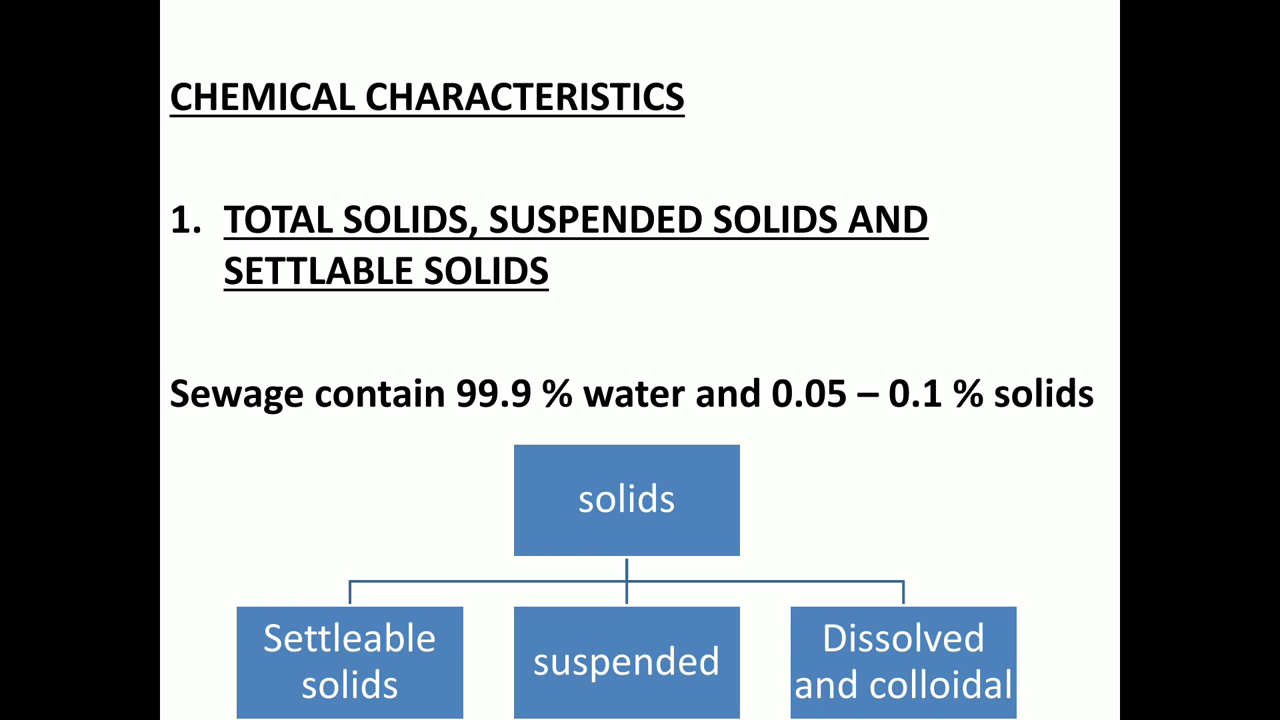 CHEMICAL CHARACTERISTICS
1. TOTAL SOLIDS, SUSPENDED SOLIDS AND
SETTLABLE SOLIDS
Sewage contain 99.9 % water and 0.05 – 0.1 % solids
solids
Settleable
solids
suspended
Dissolved
and colloidal